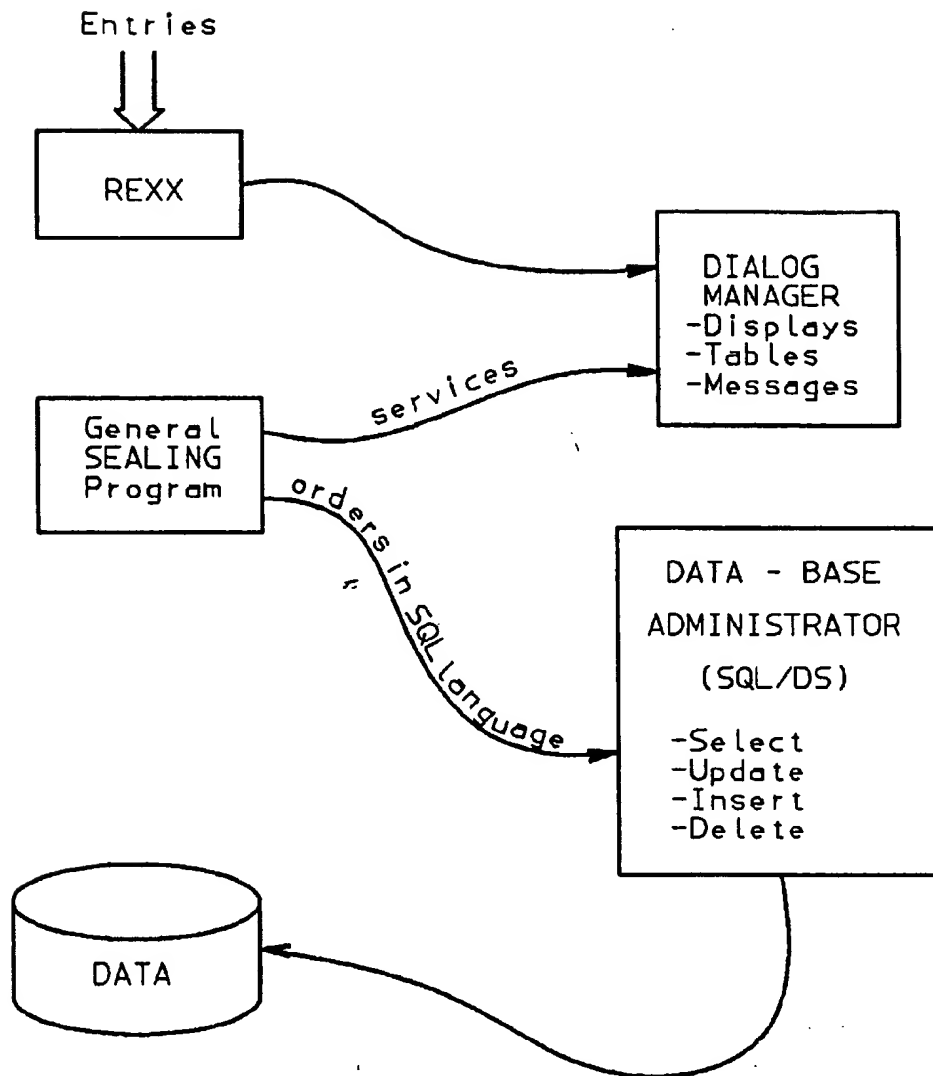 Entries
REXX
DIALOG
MANAGER
-Displays
-Tables
-Messages
services
General
SEALING
Program
orders in SQL language
DATA - BASE
ADMINISTRATOR
(SQL/DS)
-Select
-Update
-Insert
-Delete
DATA